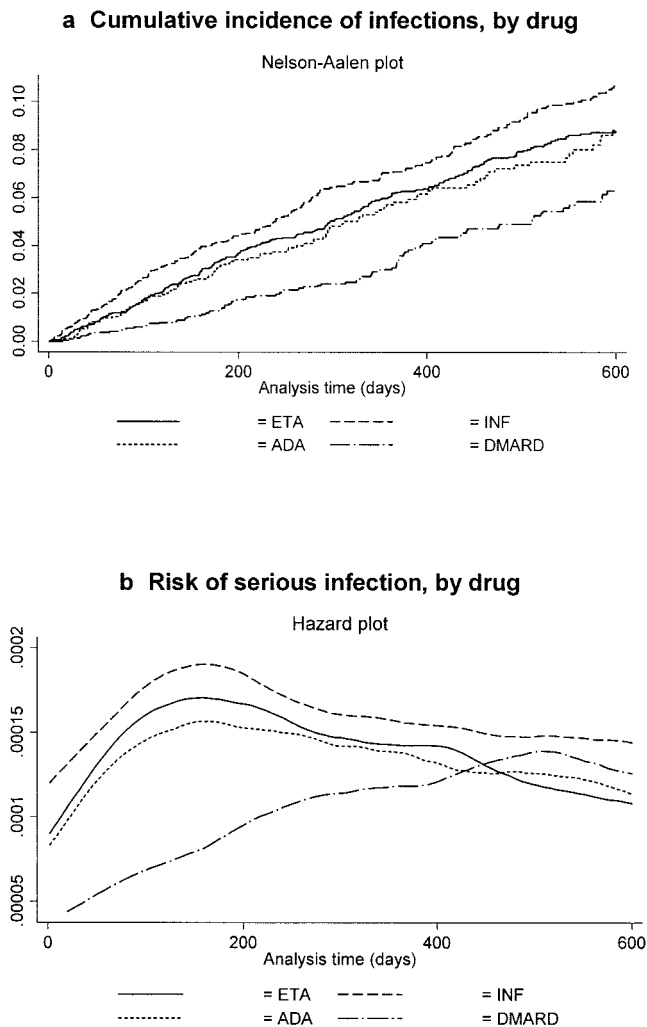 a Cumulative incidence of infections, by drug
Nelson-Aalen plot
0.10
0.08
0.06
0.04
0.02
0.00
0 200 400 600
Analysis time (days)
= ETA = INF
= ADA = DMARD
b Risk of serious infection, by drug
Hazard plot
.0002
.00015
.0001
.00005
0 200 400 600
Analysis time (days)
= ETA = INF
= ADA = DMARD